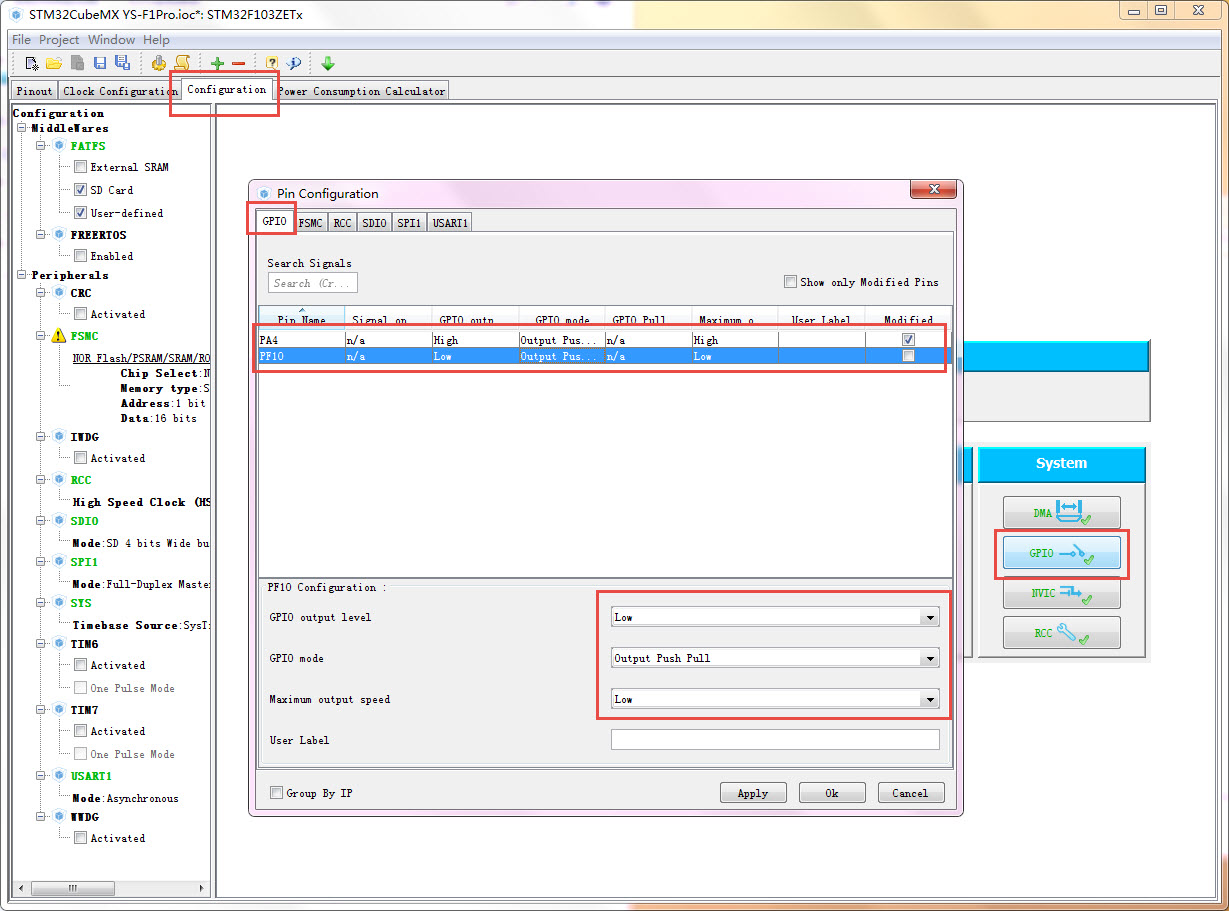 STM32CubeMX YS-F1Pro.ioc*: STM32F103ZETx
File Project Window Help
Pinout Clock Configuration Configuration Power Consumption Calculator
Configuration
MiddleWares
FATFS
External SRAM
SD Card
User-defined
FREERTOS
Enabled
Peripherals
CRC
Activated
FSMC
NOR Flash/PSRAM/SRAM/RO
Chip Select:N
Memory type:S
Address:1 bit
Data:16 bits
IWDG
Activated
RCC
High Speed Clock (HS
SDIO
Mode:SD 4 bits Wide bu
SPI1
Mode:Full-Duplex Master
SYS
Timebase Source:SysT
TIM6
Activated
One Pulse Mode
TIM7
Activated
One Pulse Mode
USART1
Mode:Asynchronous
WWDG
Activated
Pin Configuration
GPIO FSMC RCC SDIO SPI1 USART1
Search Signals
Search (Cr...
Show only Modified Pins
Pin Name Signal on GPIO outp GPIO mode GPIO Pull Maximum o User Label Modified
PA4 n/a High Output Pus... n/a High
PF10 n/a Low Output Pus... n/a Low
PF10 Configuration :
GPIO output level Low
GPIO mode Output Push Pull
Maximum output speed Low
User Label
Group By IP
Apply Ok Cancel
System
DMA
GPIO
NVIC
RCC